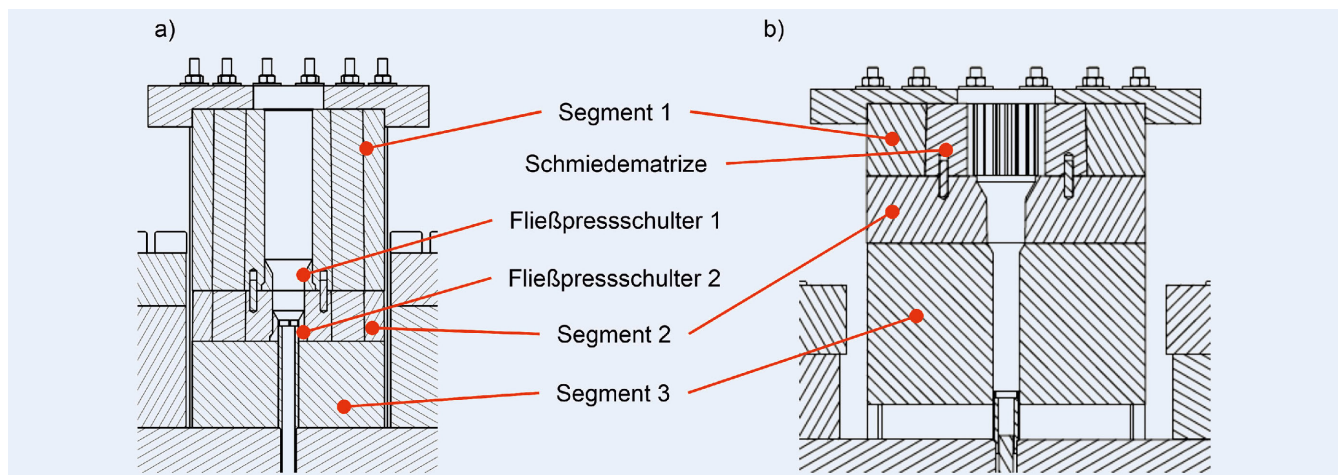 a)
b)
Segment 1
Schmiedematrize
Fließpressschulter 1
Fließpressschulter 2
Segment 2
Segment 3